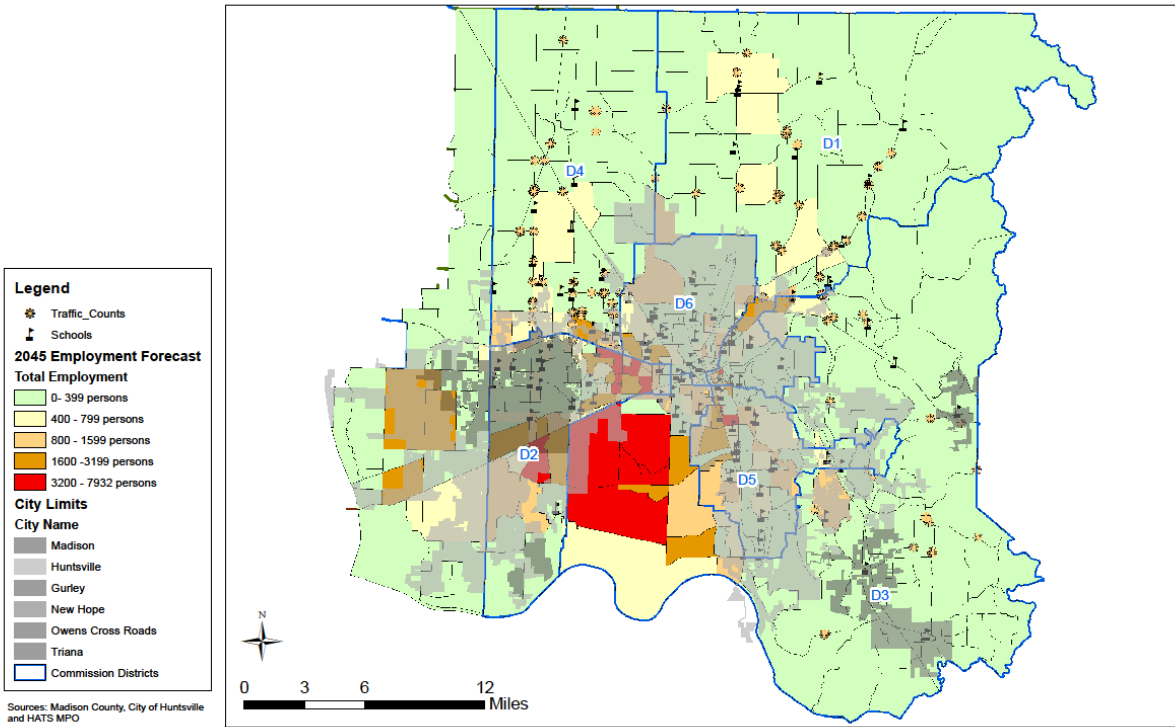 Legend
Traffic_Counts
Schools
2045 Employment Forecast
Total Employment
0- 399 persons
400 - 799 persons
800 - 1599 persons
1600 -3199 persons
3200 - 7932 persons
City Limits
City Name
Madison
Huntsville
Gurley
New Hope
Owens Cross Roads
Triana
Commission Districts
Sources: Madison County, City of Huntsville
and HATS MPO
D1
D4
D6
D2
D5
D3
N
0 3 6 12 Miles